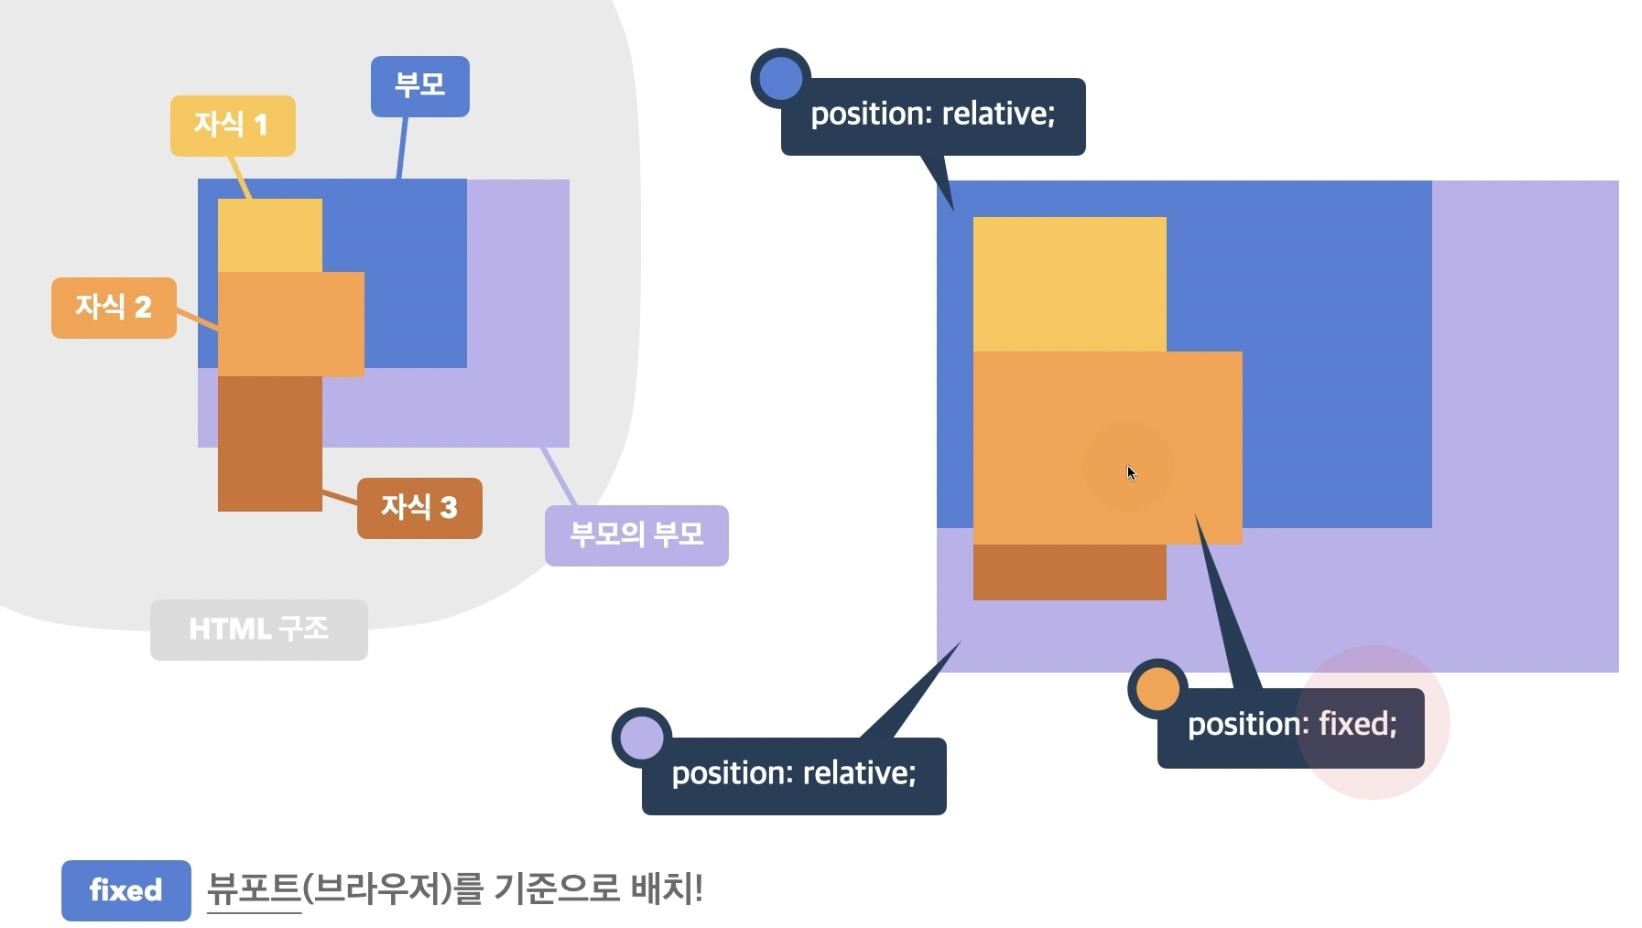 부모
자식 1
자식 2
자식 3
부모의 부모
HTML 구조
position: relative;
position: fixed;
position: relative;
fixed 뷰포트(브라우저)를 기준으로 배치!